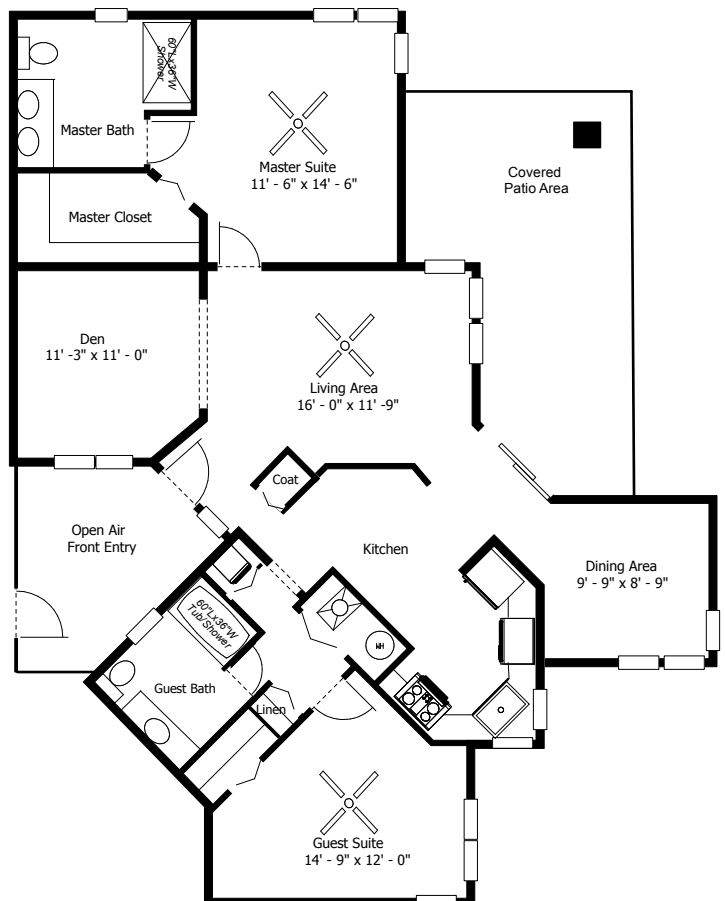 60"Lx36"W
Shower
Master Bath
Master Suite
11' - 6" x 14' - 6"
Covered
Patio Area
Master Closet
Den
11' -3" x 11' - 0"
Living Area
16' - 0" x 11' -9"
Coat
Open Air
Front Entry
Kitchen
Dining Area
9' - 9" x 8' - 9"
60"Lx36"W
Tub/Shower
WH
Guest Bath
Linen
Guest Suite
14' - 9" x 12' - 0"